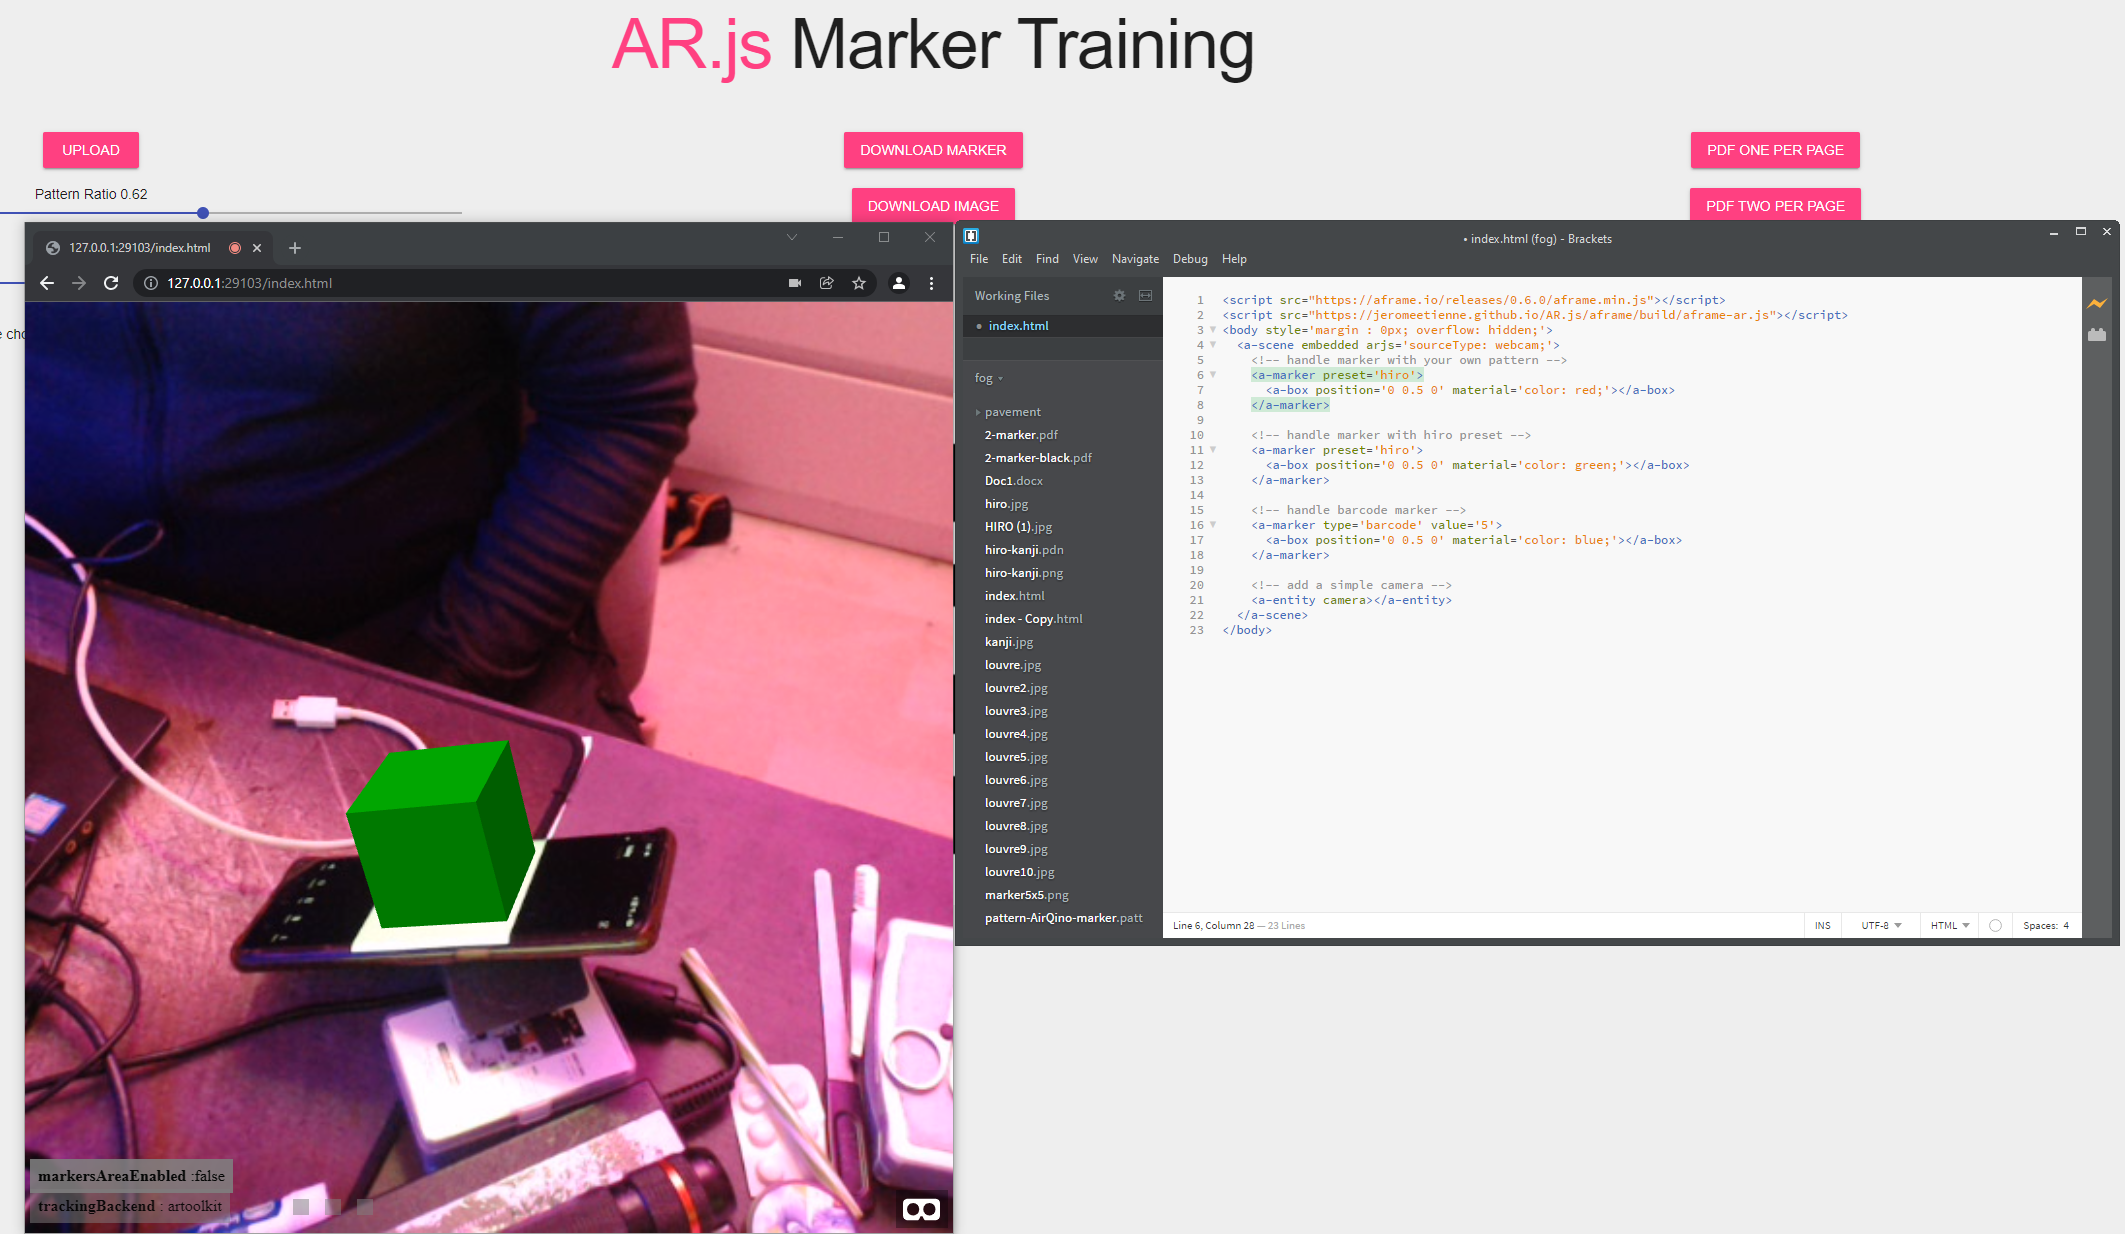 AR.js Marker Training
UPLOAD
DOWNLOAD MARKER
PDF ONE PER PAGE
Pattern Ratio 0.62
DOWNLOAD IMAGE
PDF TWO PER PAGE
127.0.0.1:29103/index.html
127.0.0.1:29103/index.html
markersAreaEnabled :false
trackingBackend : artoolkit
• index.html (fog) - Brackets
File Edit Find View Navigate Debug Help
Working Files
• index.html
fog
pavement
2-marker.pdf
2-marker-black.pdf
Doc1.docx
hiro.jpg
HIRO (1).jpg
hiro-kanji.pdn
hiro-kanji.png
index.html
index - Copy.html
kanji.jpg
louvre.jpg
louvre2.jpg
louvre3.jpg
louvre4.jpg
louvre5.jpg
louvre6.jpg
louvre7.jpg
louvre8.jpg
louvre9.jpg
louvre10.jpg
marker5x5.png
pattern-AirQino-marker.patt
1 <script src="https://aframe.io/releases/0.6.0/aframe.min.js"></script>
2 <script src="https://jeromeetienne.github.io/AR.js/aframe/build/aframe-ar.js"></script>
3 <body style='margin : 0px; overflow: hidden;'>
4 <a-scene embedded arjs='sourceType: webcam;'>
5 <!-- handle marker with your own pattern -->
6 <a-marker preset='hiro'>
7 <a-box position='0 0.5 0' material='color: red;'></a-box>
8 </a-marker>
9
10 <!-- handle marker with hiro preset -->
11 <a-marker preset='hiro'>
12 <a-box position='0 0.5 0' material='color: green;'></a-box>
13 </a-marker>
14
15 <!-- handle barcode marker -->
16 <a-marker type='barcode' value='5'>
17 <a-box position='0 0.5 0' material='color: blue;'></a-box>
18 </a-marker>
19
20 <!-- add a simple camera -->
21 <a-entity camera></a-entity>
22 </a-scene>
23 </body>
Line 6, Column 28 — 23 Lines
INS UTF-8 HTML Spaces: 4